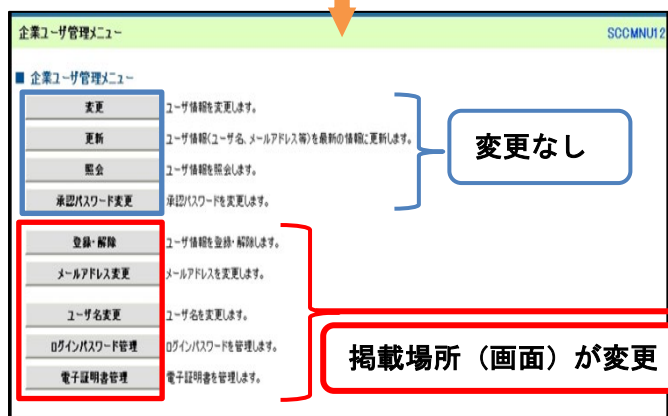 企業ユーザ管理メニュー SCCMNU12
■ 企業ユーザ管理メニュー
変更 ユーザ情報を変更します。
更新 ユーザ情報(ユーザ名、メールアドレス等)を最新の情報に更新します。
照会 ユーザ情報を照会します。
承認パスワード変更 承認パスワードを変更します。
変更なし
登録・解除 ユーザ情報を登録・解除します。
メールアドレス変更 メールアドレスを変更します。
ユーザ名変更 ユーザ名を変更します。
ログインパスワード管理 ログインパスワードを管理します。
電子証明書管理 電子証明書を管理します。
掲載場所（画面）が変更